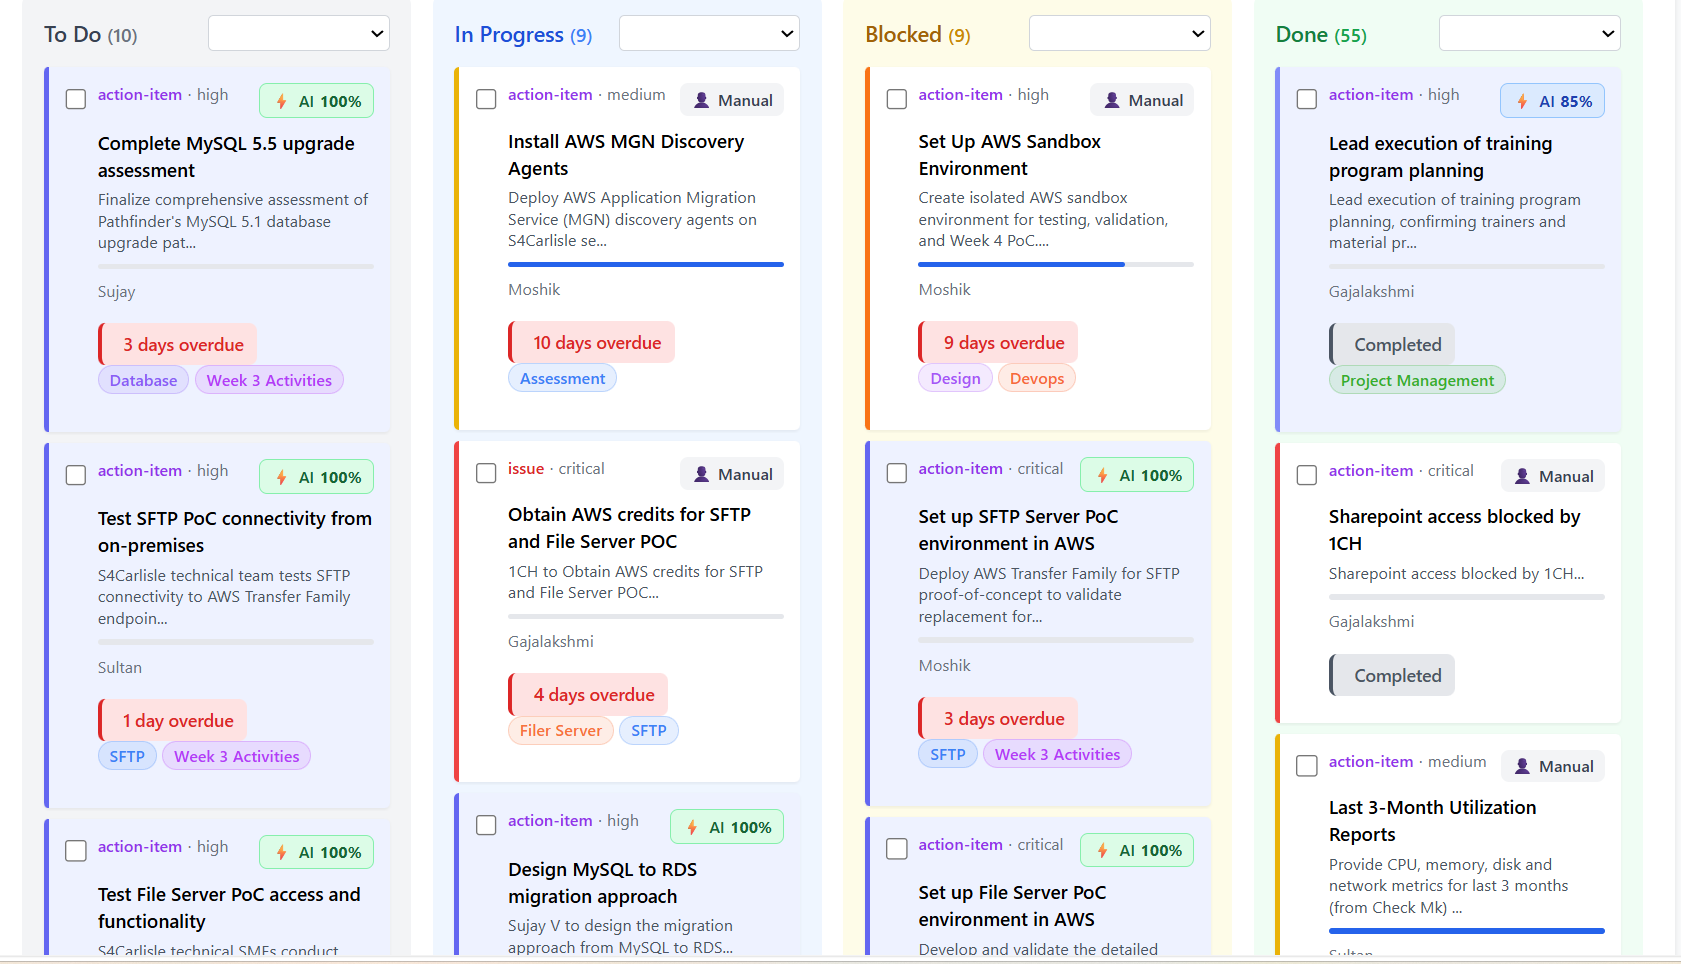 To Do (10)
action-item · high
AI 100%
Complete MySQL 5.5 upgrade
assessment
Finalize comprehensive assessment of
Pathfinder's MySQL 5.1 database
upgrade pat...
Sujay
3 days overdue
Database
Week 3 Activities
action-item · high
AI 100%
Test SFTP PoC connectivity from
on-premises
S4Carlisle technical team tests SFTP
connectivity to AWS Transfer Family
endpoin...
Sultan
1 day overdue
SFTP
Week 3 Activities
action-item · high
AI 100%
Test File Server PoC access and
functionality
S4Carlisle technical SMEs conduct
In Progress (9)
action-item · medium
Manual
Install AWS MGN Discovery
Agents
Deploy AWS Application Migration
Service (MGN) discovery agents on
S4Carlisle se...
Moshik
10 days overdue
Assessment
issue · critical
Manual
Obtain AWS credits for SFTP
and File Server POC
1CH to Obtain AWS credits for SFTP
and File Server POC...
Gajalakshmi
4 days overdue
Filer Server
SFTP
action-item · high
AI 100%
Design MySQL to RDS
migration approach
Sujay V to design the migration
approach from MySQL to RDS...
Blocked (9)
action-item · high
Manual
Set Up AWS Sandbox
Environment
Create isolated AWS sandbox
environment for testing, validation,
and Week 4 PoC....
Moshik
9 days overdue
Design
Devops
action-item · critical
AI 100%
Set up SFTP Server PoC
environment in AWS
Deploy AWS Transfer Family for SFTP
proof-of-concept to validate
replacement for...
Moshik
3 days overdue
SFTP
Week 3 Activities
action-item · critical
AI 100%
Set up File Server PoC
environment in AWS
Develop and validate the detailed
Done (55)
action-item · high
AI 85%
Lead execution of training
program planning
Lead execution of training program
planning, confirming trainers and
material pr...
Gajalakshmi
Completed
Project Management
action-item · critical
Manual
Sharepoint access blocked by
1CH
Sharepoint access blocked by 1CH...
Gajalakshmi
Completed
action-item · medium
Manual
Last 3-Month Utilization
Reports
Provide CPU, memory, disk and
network metrics for last 3 months
(from Check Mk) ...
Sultan